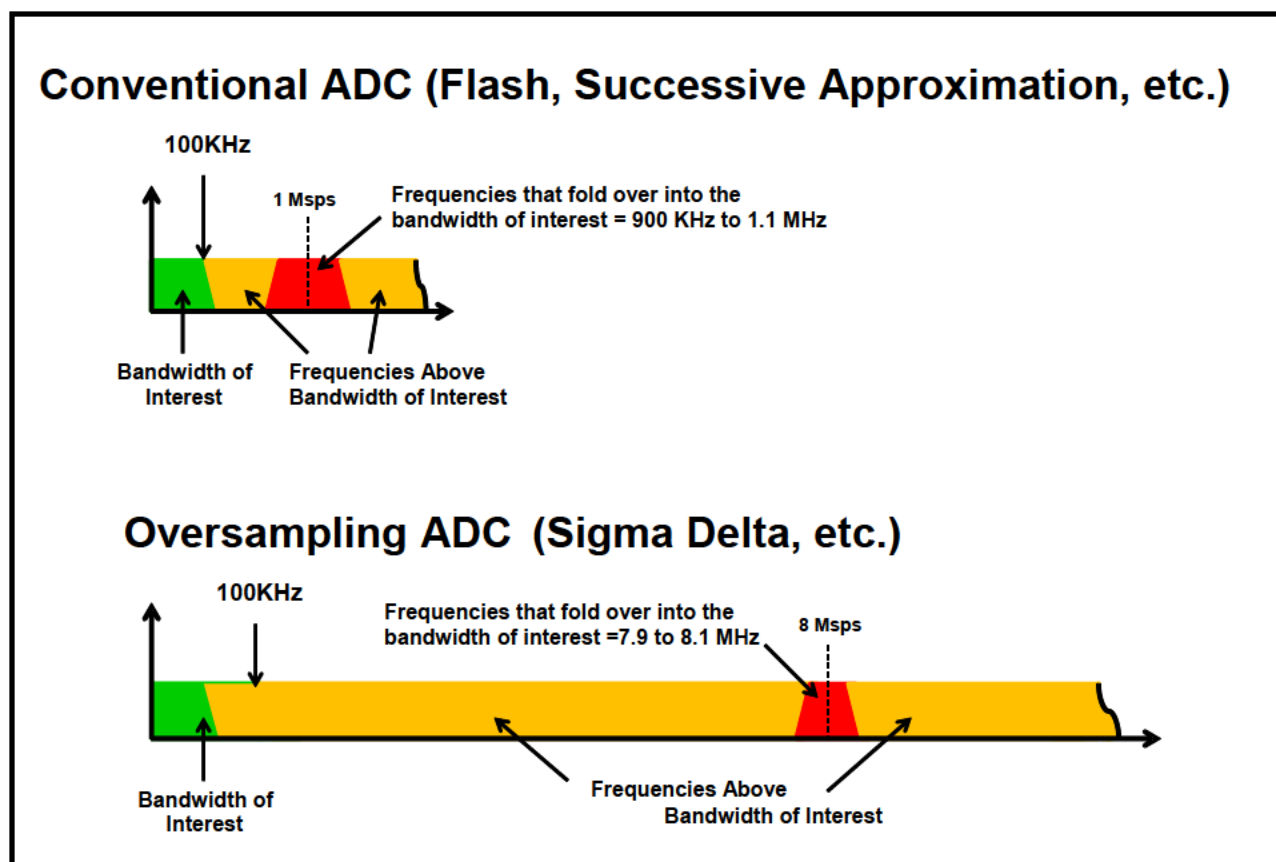 Conventional ADC (Flash, Successive Approximation, etc.)
100KHz
1 Msps
Frequencies that fold over into the
bandwidth of interest = 900 KHz to 1.1 MHz
Bandwidth of
Interest
Frequencies Above
Bandwidth of Interest
Oversampling ADC (Sigma Delta, etc.)
100KHz
Frequencies that fold over into the
bandwidth of interest =7.9 to 8.1 MHz
8 Msps
Bandwidth of
Interest
Frequencies Above
Bandwidth of Interest